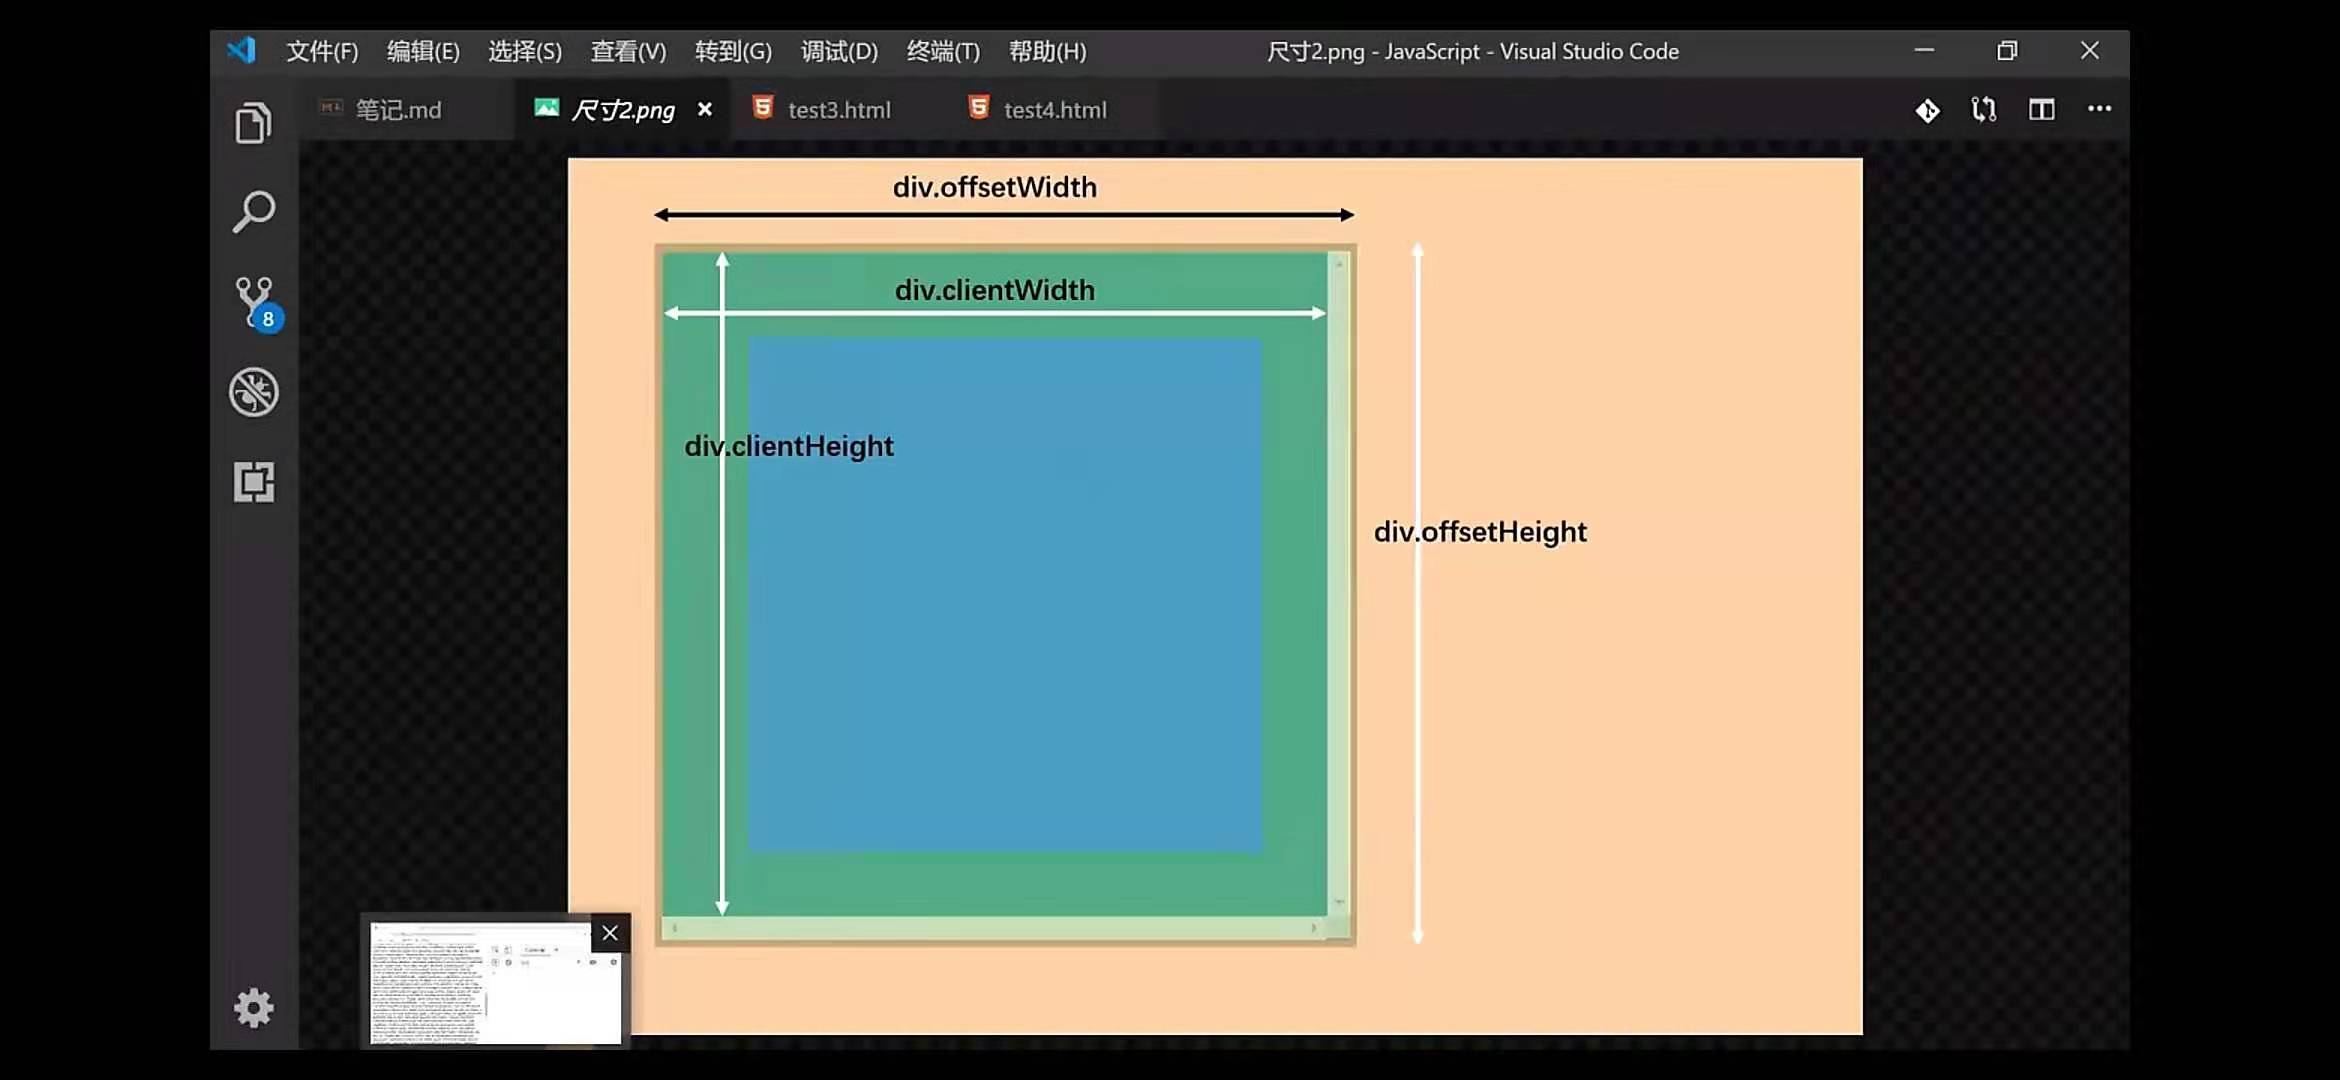 文件(F) 编辑(E) 选择(S) 查看(V) 转到(G) 调试(D) 终端(T) 帮助(H) 尺寸2.png - JavaScript - Visual Studio Code
笔记.md 尺寸2.png test3.html test4.html
div.offsetWidth
div.clientWidth
8
div.clientHeight
div.offsetHeight